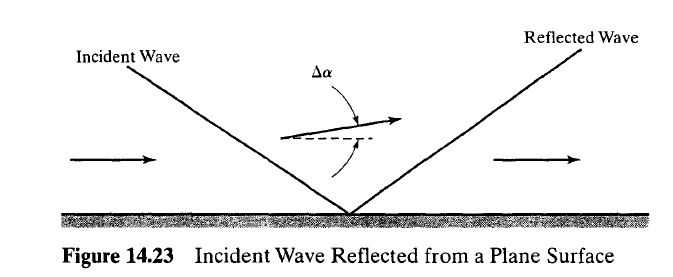 Reflected Wave
Incident Wave
Δα
Figure 14.23 Incident Wave Reflected from a Plane Surface